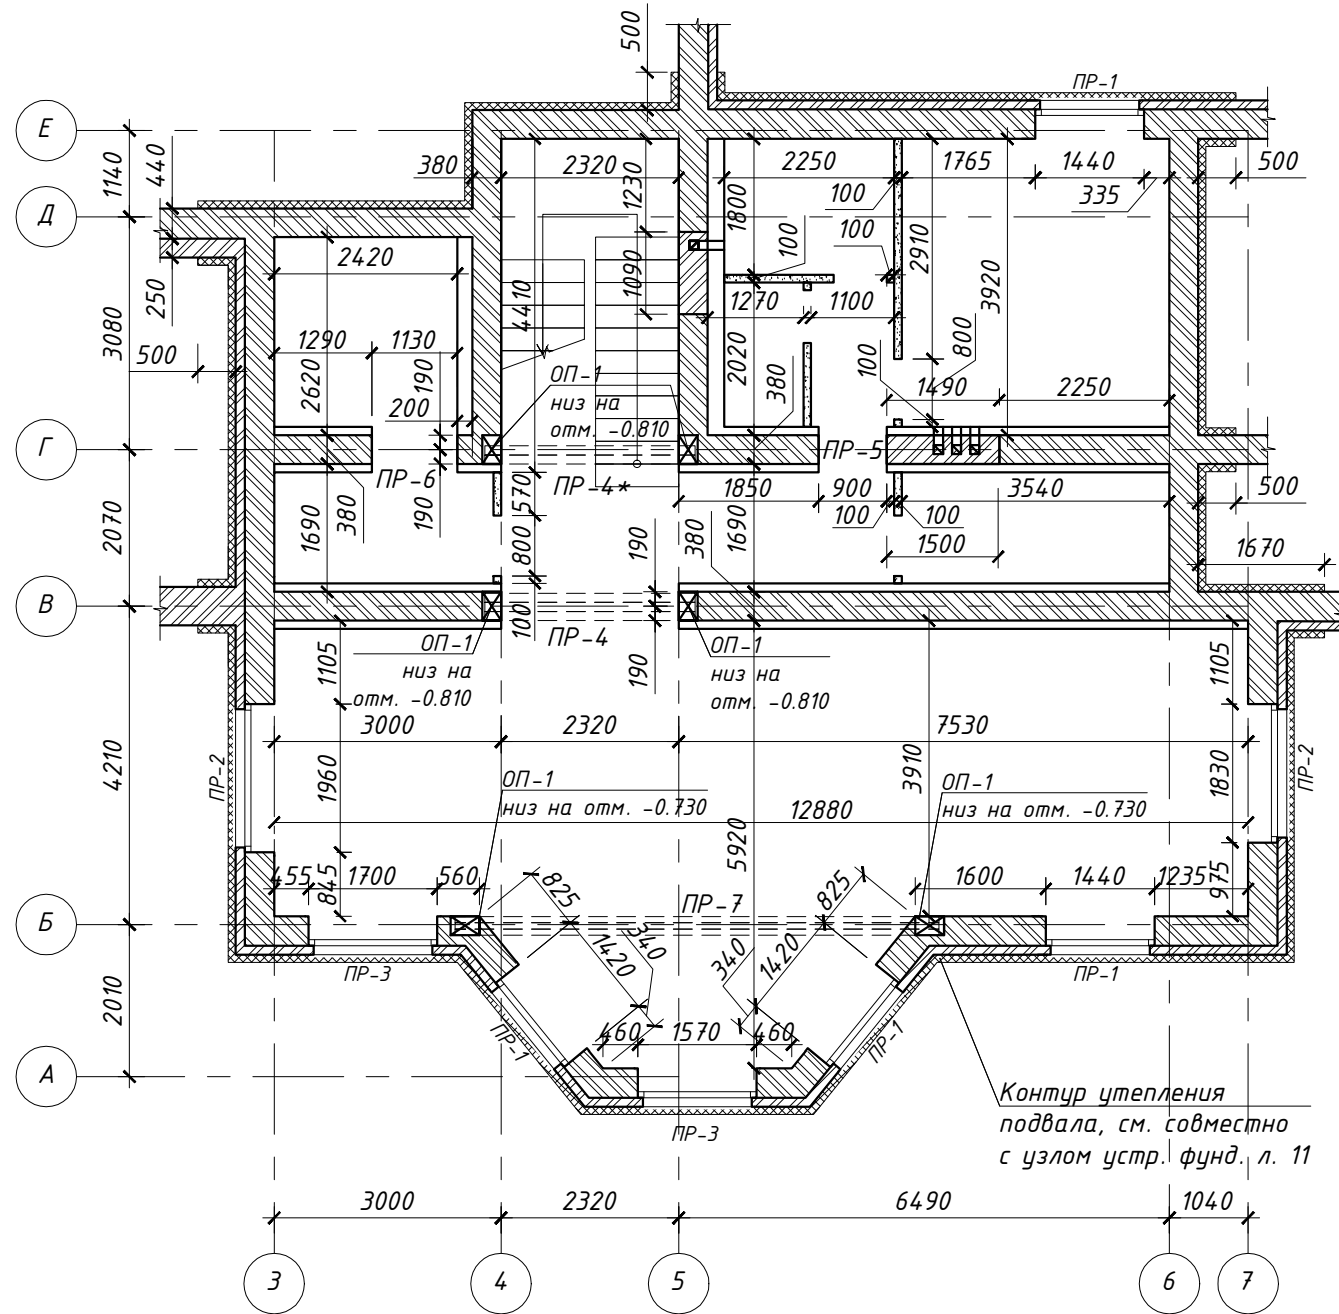 500
ПР-1
Е
1140
440
380
2320
1230
2250
1765
1440
500
100
335
Д
1800
2420
100
100
2910
3920
250
3080
1090
4410
1270
1100
500
1290
1130
190
2020
380
100
800
2620
ОП-1
низ на
отм. -0.810
1490
2250
200
Г
ПР-6
ПР-4*
ПР-5
570
1850
900
3540
500
2070
1690
380
190
190
380
1690
100
100
800
1500
1670
В
100
ПР-4
190
ОП-1
низ на
отм. -0.810
ОП-1
низ на
отм. -0.810
1105
1105
3000
2320
7530
ПР-2
4210
1960
3910
1830
ПР-2
ОП-1
низ на отм. -0.730
ОП-1
низ на отм. -0.730
12880
5920
455
1700
560
845
825
825
1600
1440
1235
975
ПР-7
Б
1420
340
340
1420
ПР-3
ПР-1
2010
460
1570
460
ПР-1
ПР-1
А
ПР-3
Контур утепления
подвала, см. совместно
с узлом устр. фунд. л. 11
3000
2320
6490
1040
3
4
5
6
7